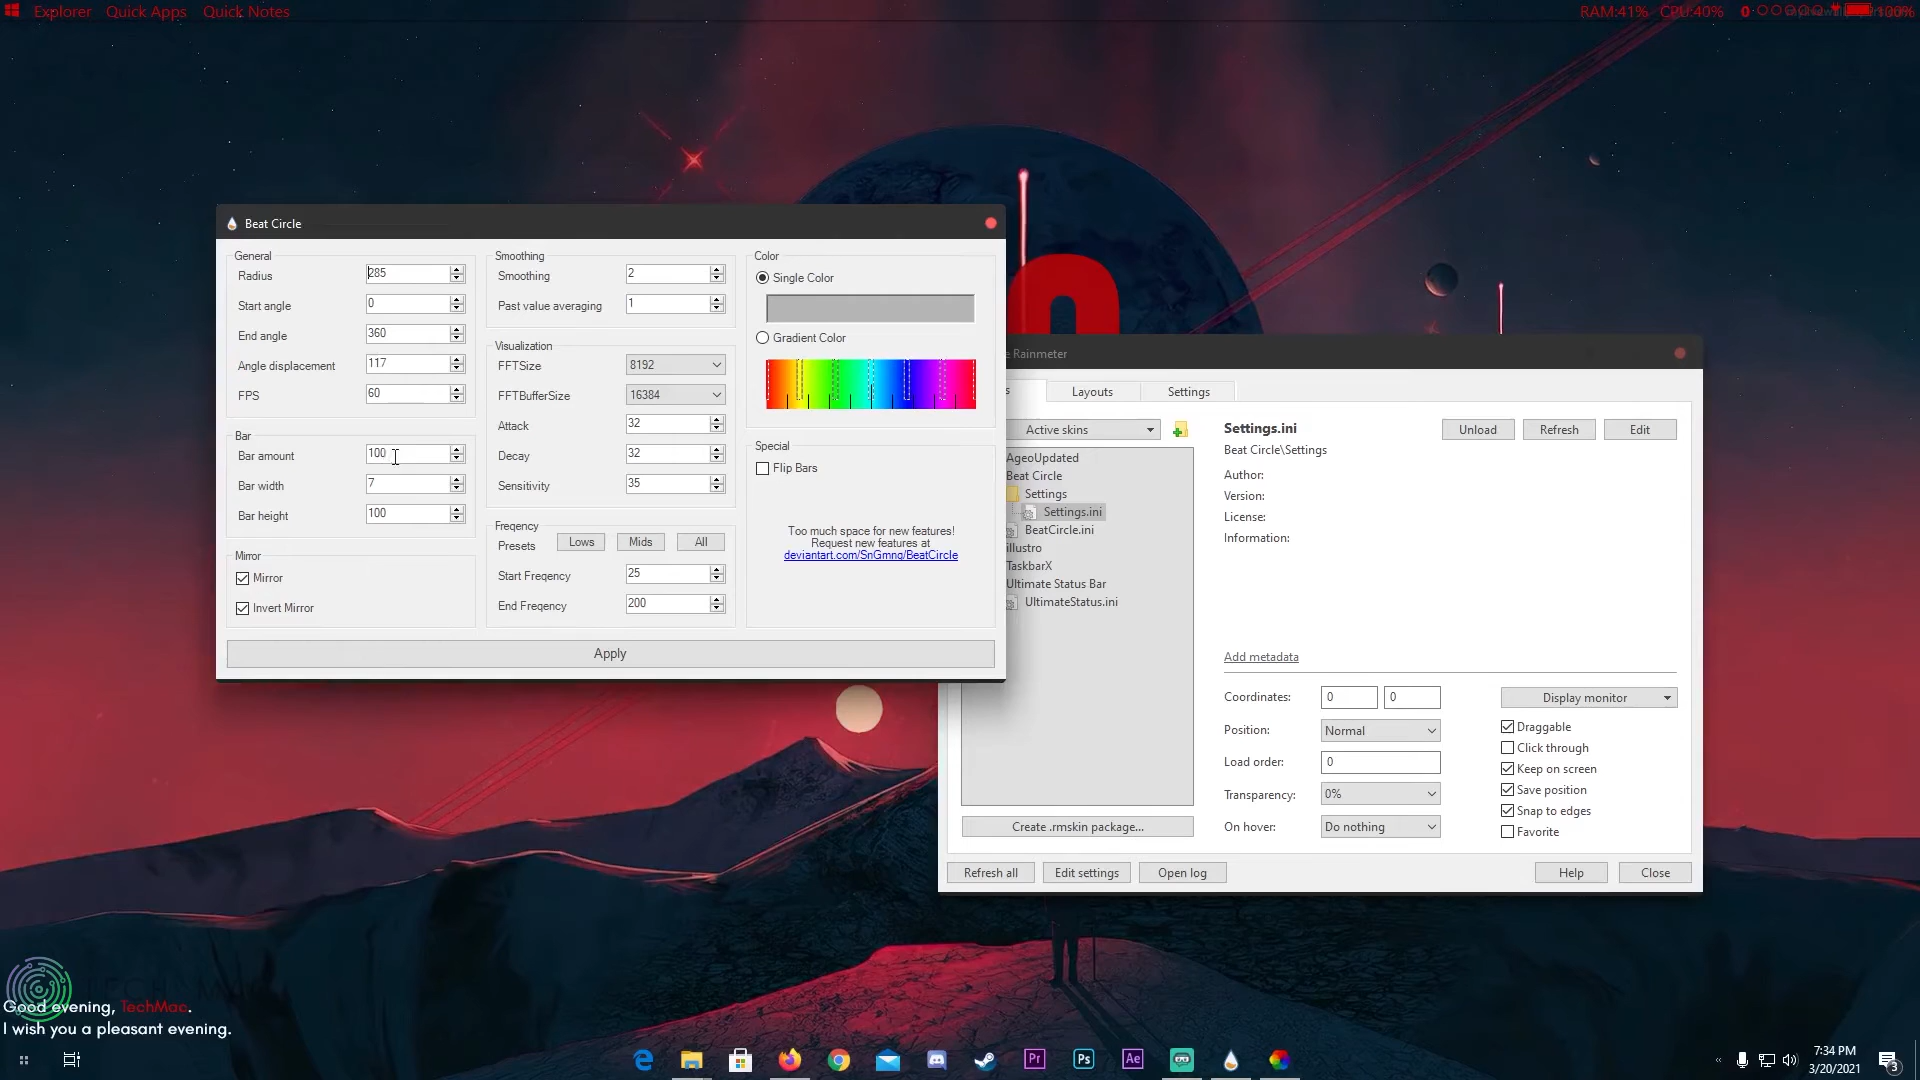 Explorer Quick Apps Quick Notes
RAM:41% CPU:40% 0 100%
Beat Circle
General
Radius 285
Start angle 0
End angle 360
Angle displacement 117
FPS 60
Bar
Bar amount 100
Bar width 7
Bar height 100
Mirror
Mirror
Invert Mirror
Smoothing
Smoothing 2
Past value averaging 1
Visualization
FFTSize 8192
FFTBufferSize 16384
Attack 32
Decay 32
Sensitivity 35
Freqency
Presets Lows Mids All
Start Freqency 25
End Freqency 200
Color
Single Color
Gradient Color
Special
Flip Bars
Too much space for new features!
Request new features at
deviantart.com/SnGmng/BeatCircle
Apply
Rainmeter
Layouts Settings
Active skins
AgeoUpdated
Beat Circle
Settings
Settings.ini
BeatCircle.ini
illustro
TaskbarX
Ultimate Status Bar
UltimateStatus.ini
Create .rmskin package...
Settings.ini Unload Refresh Edit
Beat Circle\Settings
Author:
Version:
License:
Information:
Add metadata
Coordinates: 0 0 Display monitor
Position: Normal
Load order: 0
Transparency: 0%
On hover: Do nothing
Draggable
Click through
Keep on screen
Save position
Snap to edges
Favorite
Refresh all Edit settings Open log Help Close
Good evening, TechMac.
I wish you a pleasant evening.
Pr Ps Ae
7:34 PM
3/20/2021
3